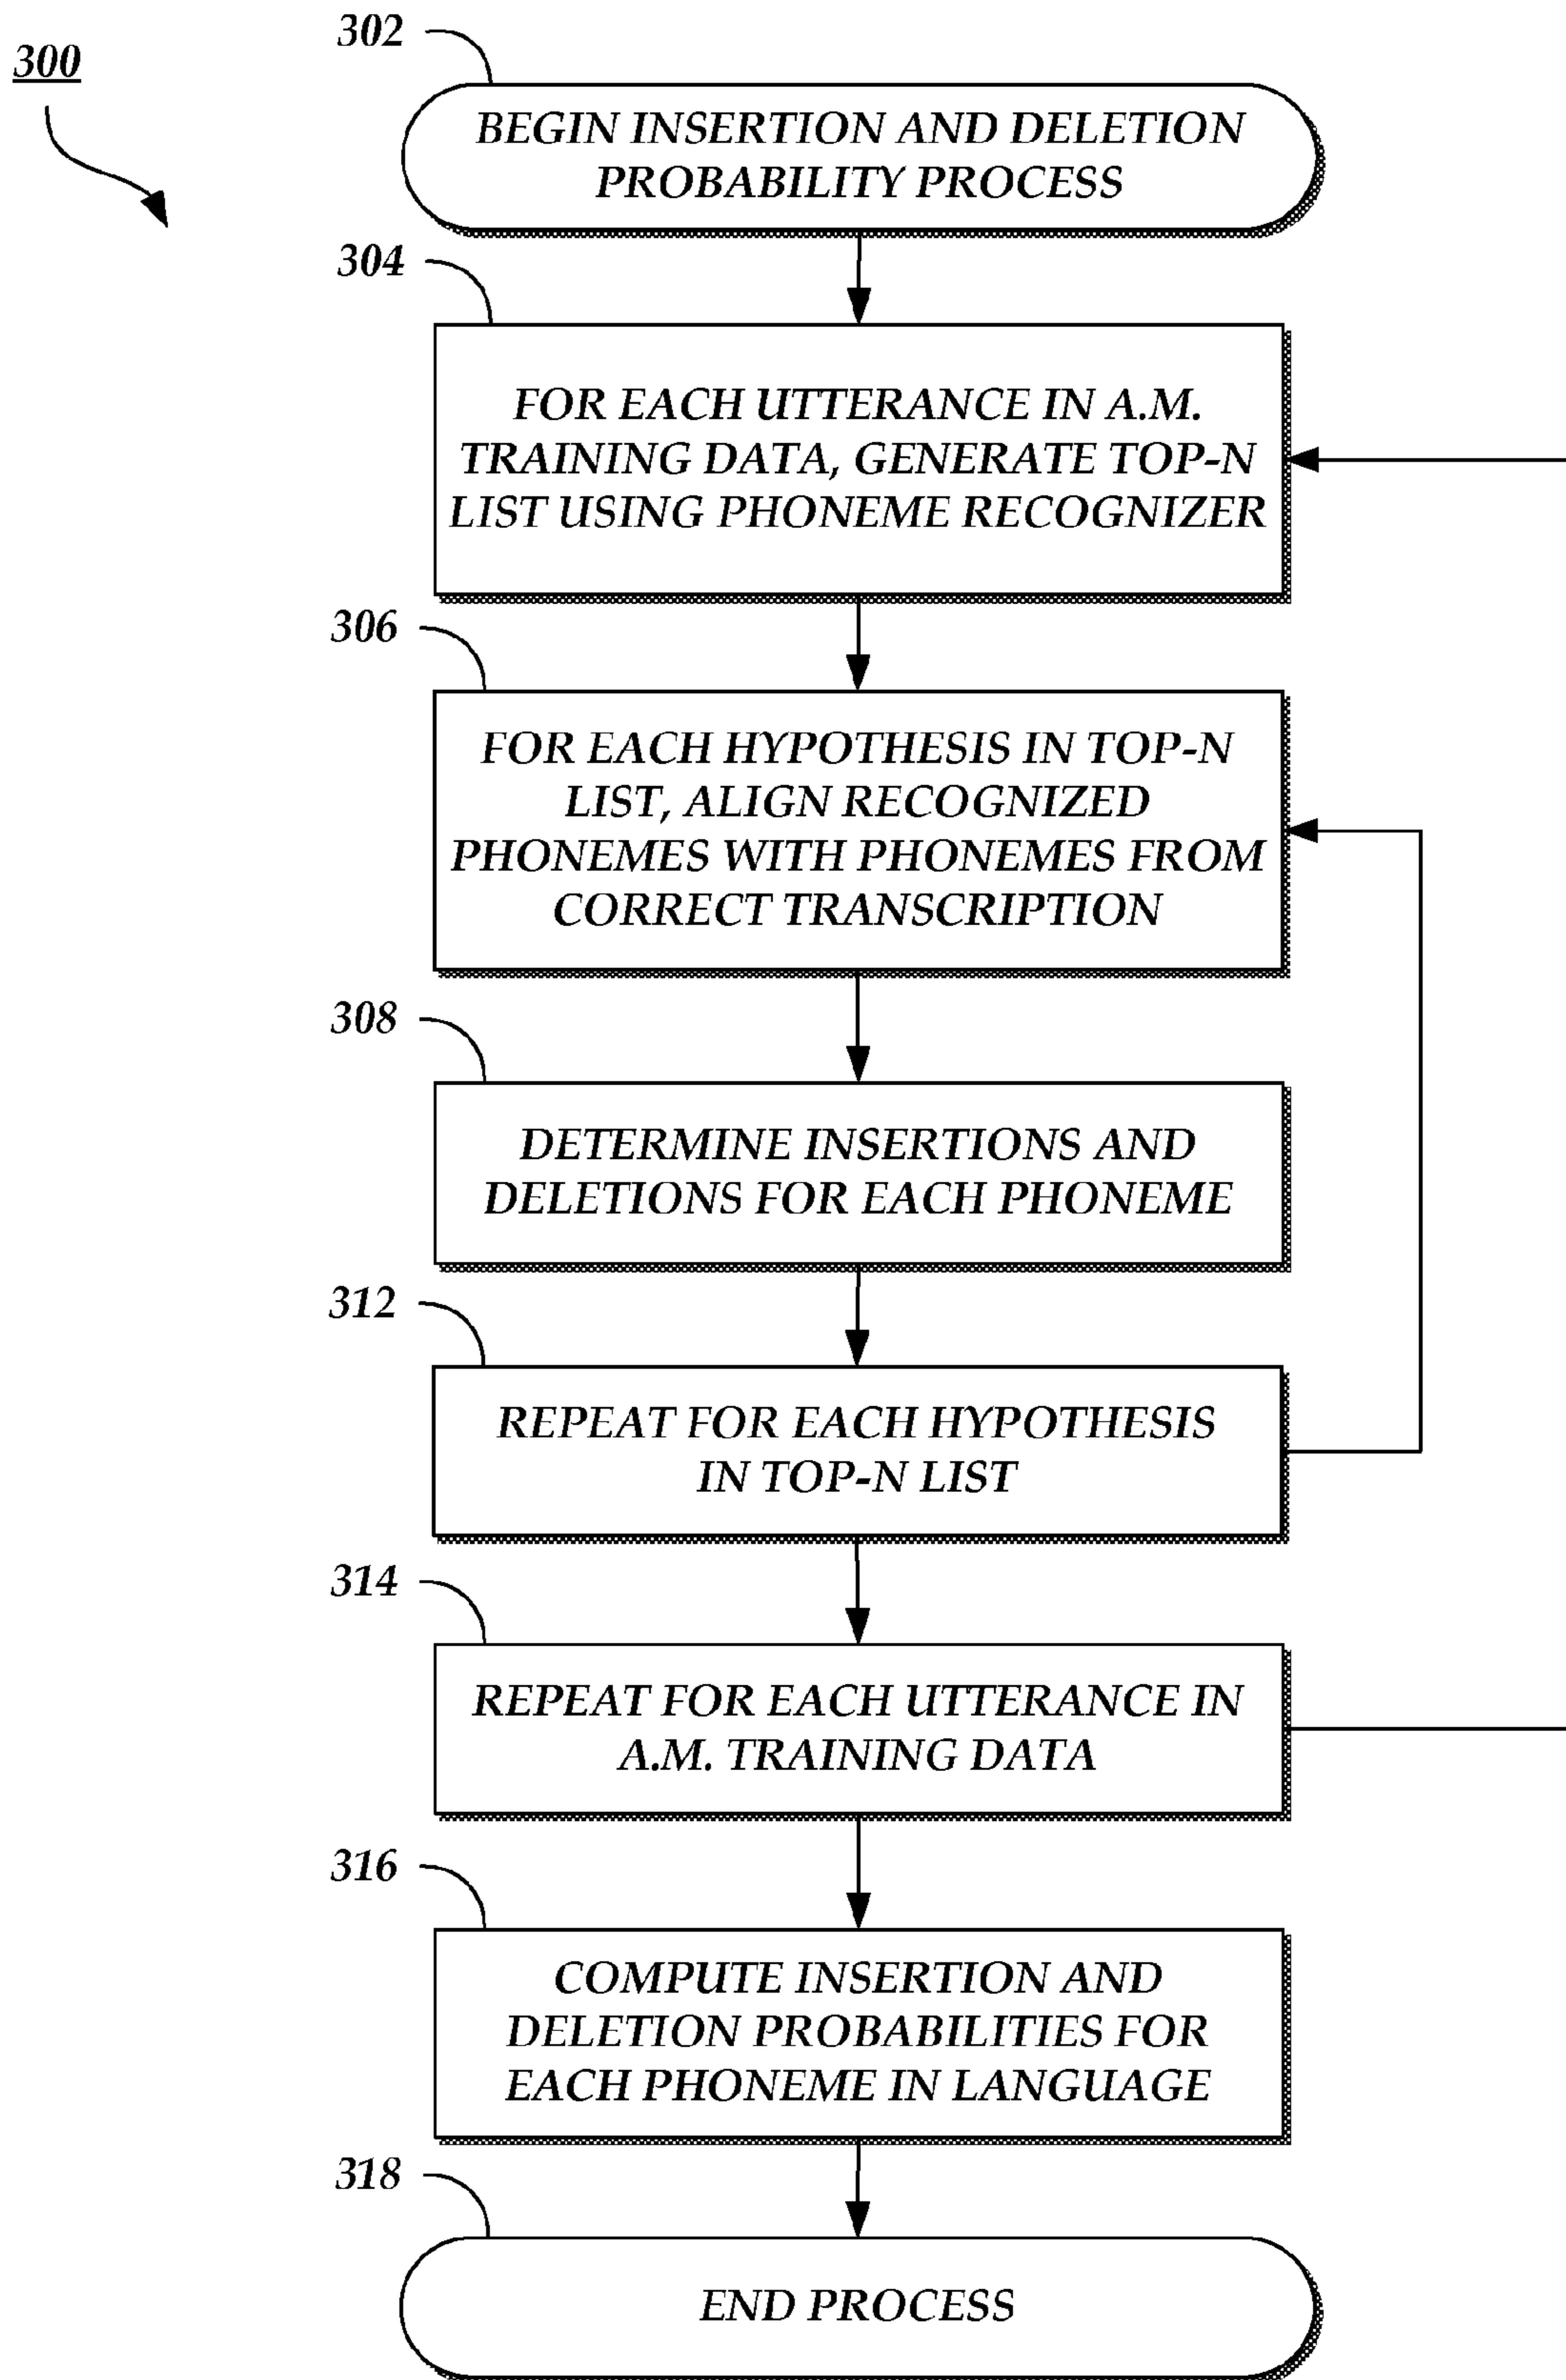 300
302
BEGIN INSERTION AND DELETION
PROBABILITY PROCESS
304
FOR EACH UTTERANCE IN A.M.
TRAINING DATA, GENERATE TOP-N
LIST USING PHONEME RECOGNIZER
306
FOR EACH HYPOTHESIS IN TOP-N
LIST, ALIGN RECOGNIZED
PHONEMES WITH PHONEMES FROM
CORRECT TRANSCRIPTION
308
DETERMINE INSERTIONS AND
DELETIONS FOR EACH PHONEME
312
REPEAT FOR EACH HYPOTHESIS
IN TOP-N LIST
314
REPEAT FOR EACH UTTERANCE IN
A.M. TRAINING DATA
316
COMPUTE INSERTION AND
DELETION PROBABILITIES FOR
EACH PHONEME IN LANGUAGE
318
END PROCESS